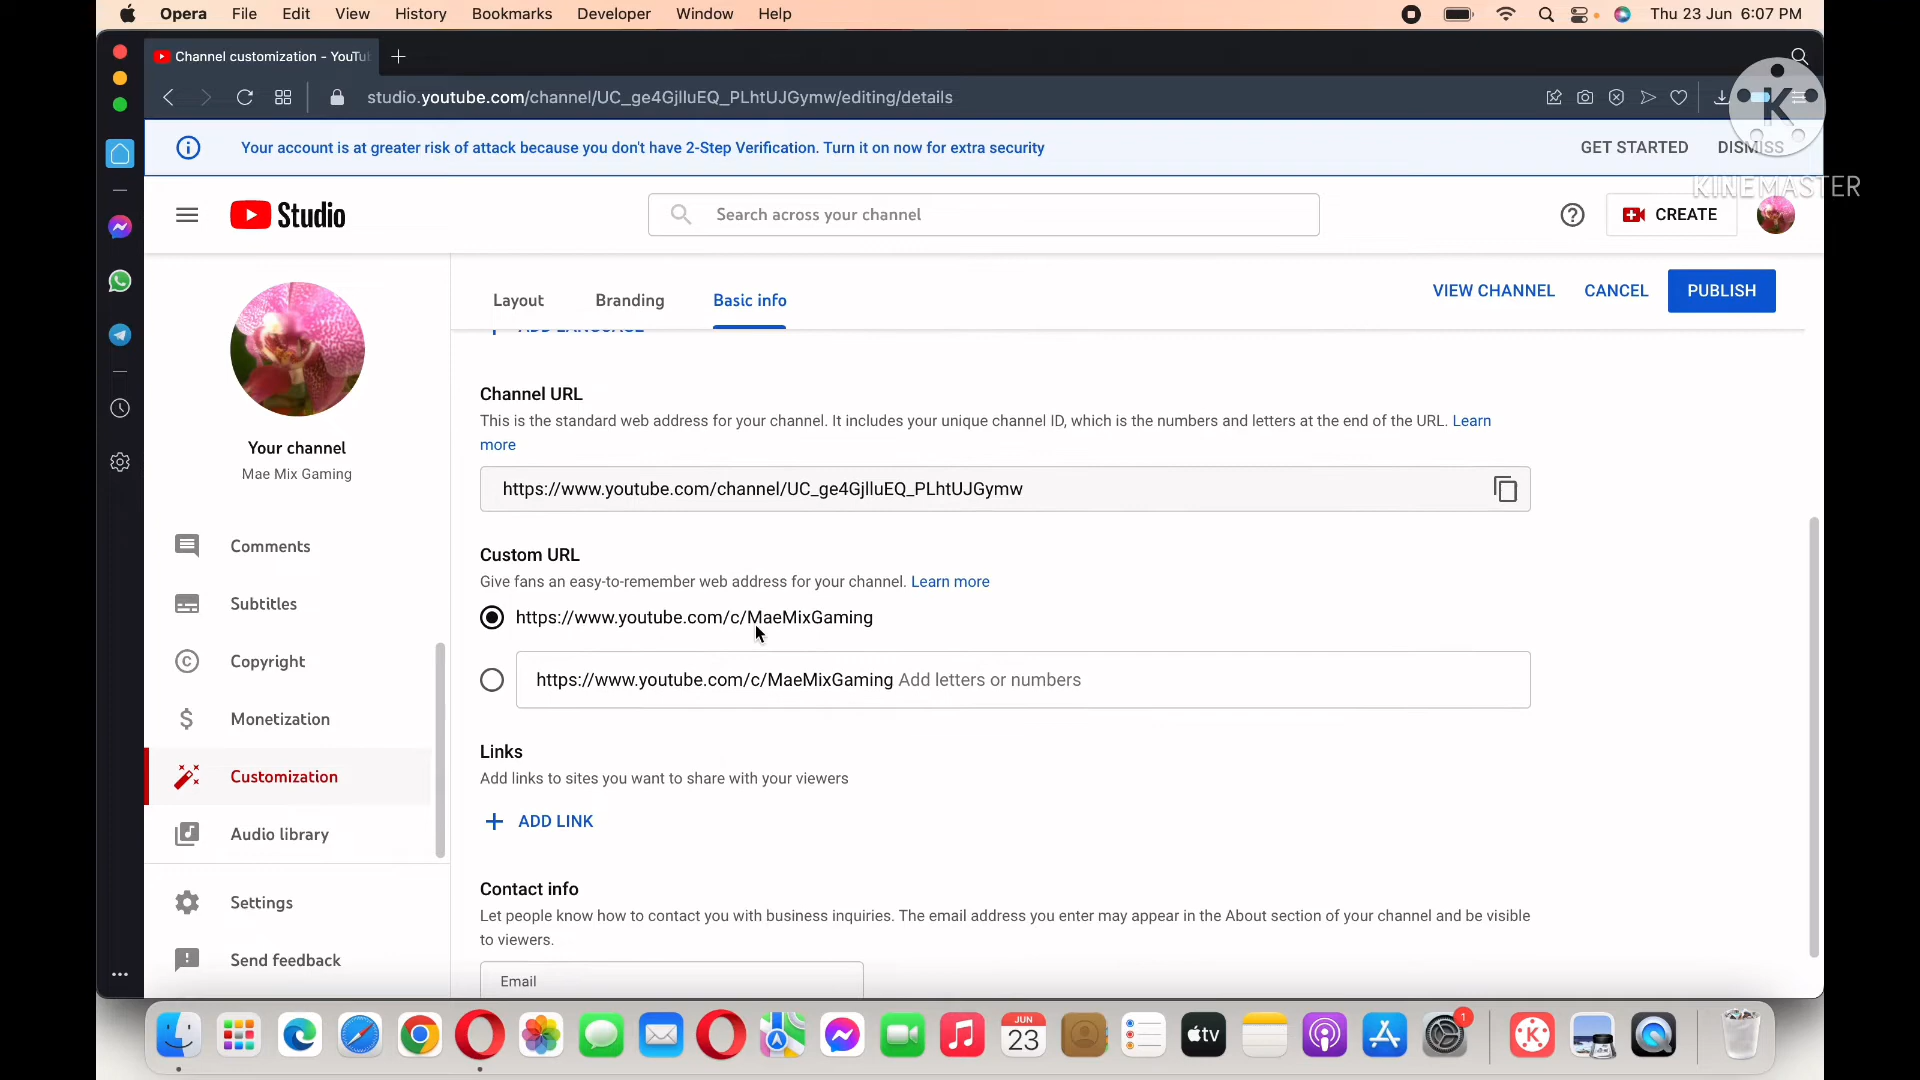 Opera File Edit View History Bookmarks Developer Window Help Thu 23 Jun 6:07 PM
Channel customization - YouTu
studio.youtube.com/channel/UC_ge4GjlluEQ_PLhtUJGymw/editing/details
K
Your account is at greater risk of attack because you don't have 2-Step Verification. Turn it on now for extra security GET STARTED DISMISS
KINEMASTER
Studio Search across your channel CREATE
Layout Branding Basic info VIEW CHANNEL CANCEL PUBLISH
ADD LANGUAGE
Your channel
Mae Mix Gaming
Comments
Subtitles
Copyright
Monetization
Customization
Audio library
Settings
Send feedback
Channel URL
This is the standard web address for your channel. It includes your unique channel ID, which is the numbers and letters at the end of the URL. Learn
more
https://www.youtube.com/channel/UC_ge4GjlluEQ_PLhtUJGymw
Custom URL
Give fans an easy-to-remember web address for your channel. Learn more
https://www.youtube.com/c/MaeMixGaming
https://www.youtube.com/c/MaeMixGaming Add letters or numbers
Links
Add links to sites you want to share with your viewers
ADD LINK
Contact info
Let people know how to contact you with business inquiries. The email address you enter may appear in the About section of your channel and be visible
to viewers.
Email
JUN
23
tv
1
K